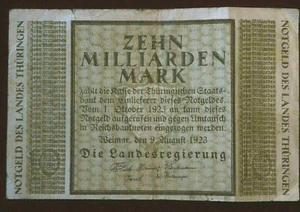 NOTGELD DES LANDES THÜRINGEN
ZEHN
MILLIARDEN
MARK
zahlt die Kasse der Thüringischen Staats-
bank dem Einlieferer dieses Notgeldes
Vom 1. Oktober 1923 an kann dieses
Notgeld aufgerufen und gegen Umtausch
in Reichsbanknoten eingezogen werden.
Weimar, den 9. August 1923
Die Landesregierung
NOTGELD DES LANDES THÜRINGEN